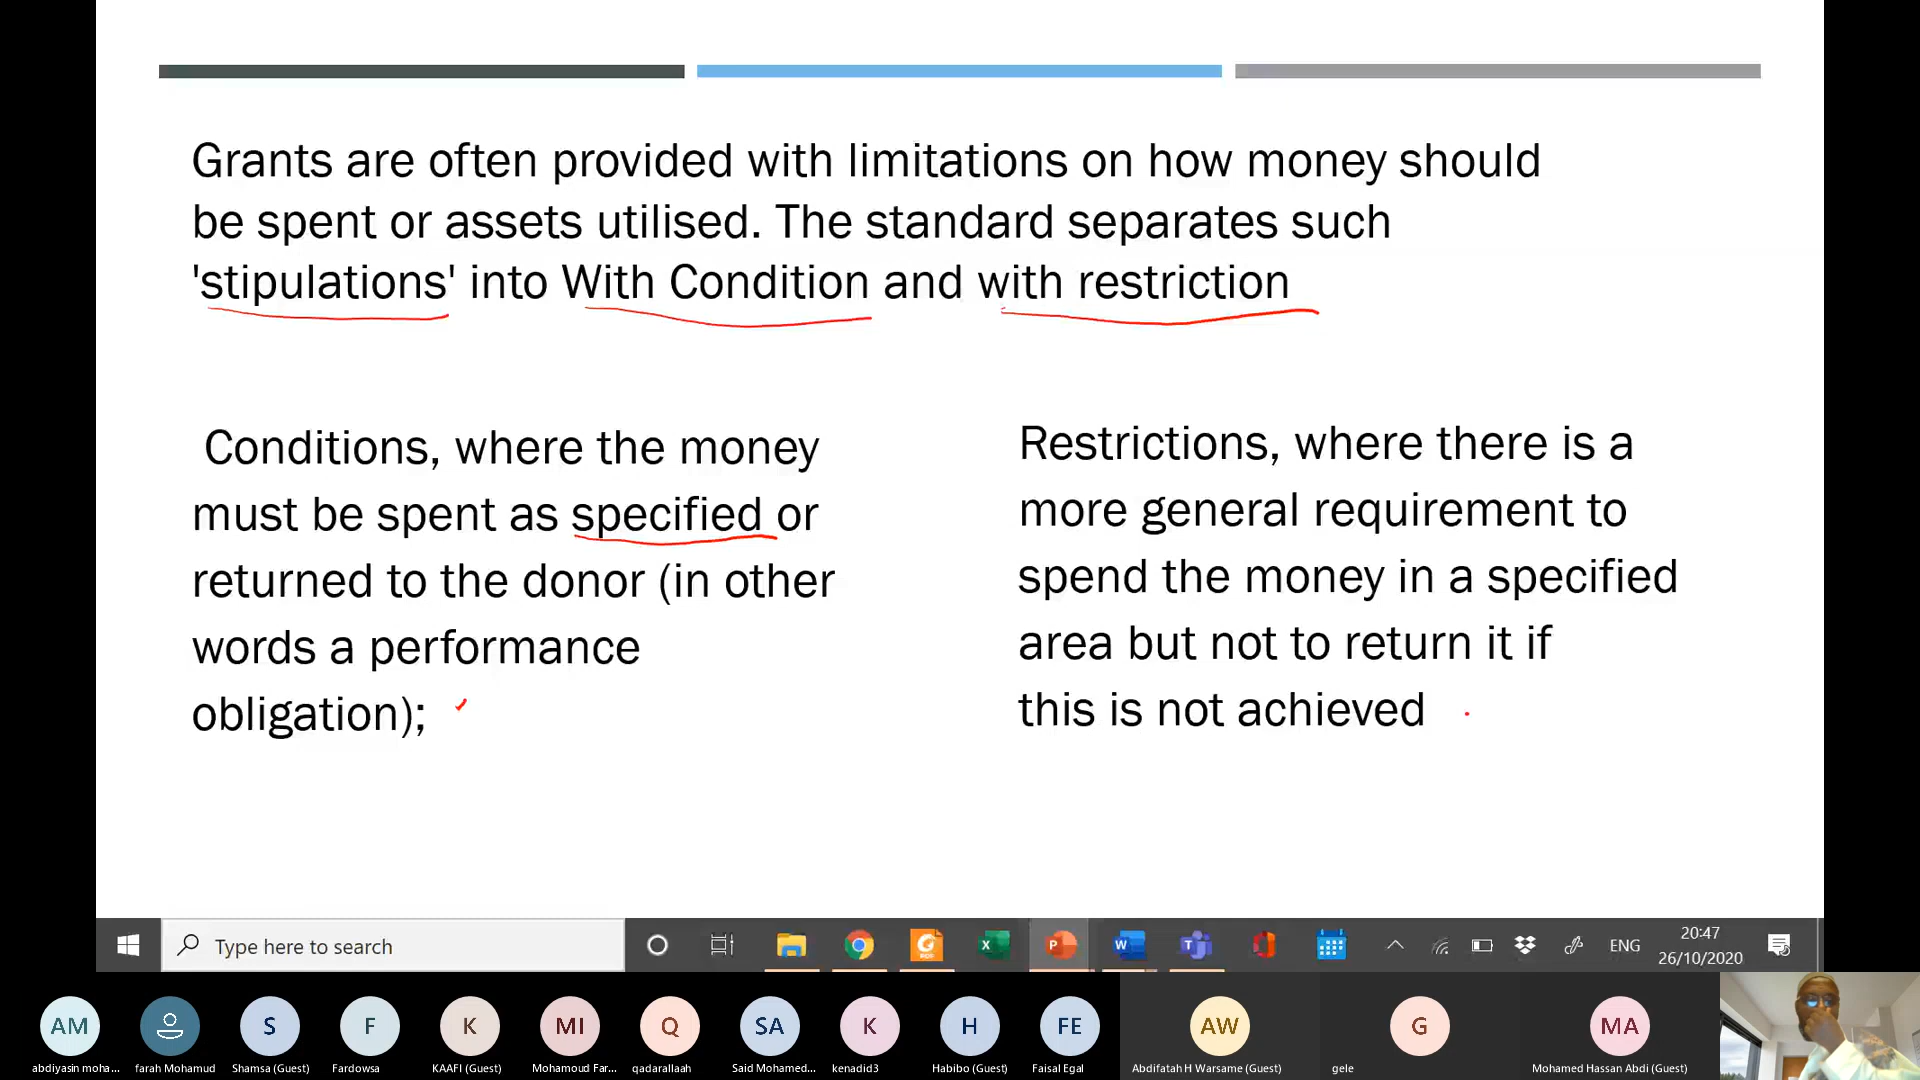 Grants are often provided with limitations on how money should
be spent or assets utilised. The standard separates such
'stipulations' into With Condition and with restriction
Conditions, where the money
must be spent as specified or
returned to the donor (in other
words a performance
obligation);
Restrictions, where there is a
more general requirement to
spend the money in a specified
area but not to return it if
this is not achieved
Type here to search
ENG
20:47
26/10/2020
AM
S
F
K
MI
Q
SA
K
H
FE
AW
G
MA
abdiyasin moha...
farah Mohamud
Shamsa (Guest)
Fardowsa
KAAFI (Guest)
Mohamoud Far...
qadarallaah
Said Mohamed...
kenadid3
Habibo (Guest)
Faisal Egal
Abdifatah H Warsame (Guest)
gele
Mohamed Hassan Abdi (Guest)